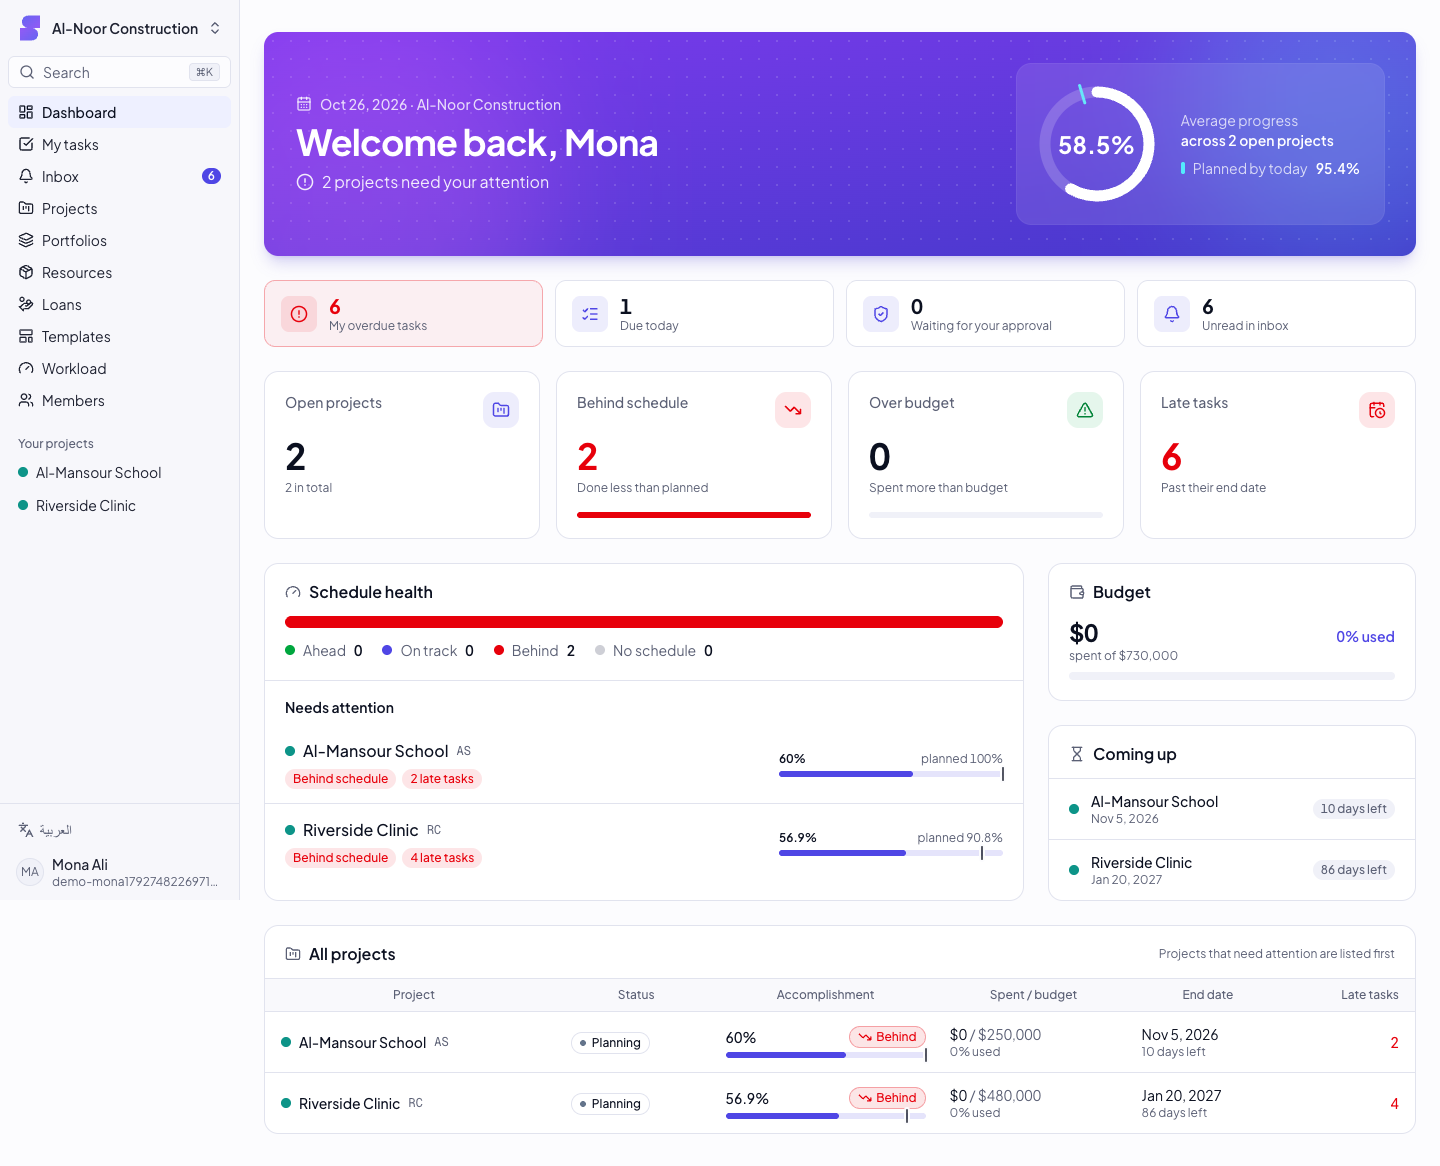 Al-Noor Construction
Search ⌘K
Dashboard
My tasks
Inbox 6
Projects
Portfolios
Resources
Loans
Templates
Workload
Members
Your projects
Al-Mansour School
Riverside Clinic
العربية
MA
Mona Ali
demo-mona1792748226971...
Oct 26, 2026 · Al-Noor Construction
Welcome back, Mona
2 projects need your attention
58.5%
Average progress
across 2 open projects
Planned by today 95.4%
6
My overdue tasks
1
Due today
0
Waiting for your approval
6
Unread in inbox
Open projects
2
2 in total
Behind schedule
2
Done less than planned
Over budget
0
Spent more than budget
Late tasks
6
Past their end date
Schedule health
Ahead 0 On track 0 Behind 2 No schedule 0
Needs attention
Al-Mansour School AS
Behind schedule 2 late tasks
60% planned 100%
Riverside Clinic RC
Behind schedule 4 late tasks
56.9% planned 90.8%
Budget
$0 0% used
spent of $730,000
Coming up
Al-Mansour School
Nov 5, 2026
10 days left
Riverside Clinic
Jan 20, 2027
86 days left
All projects Projects that need attention are listed first
Project Status Accomplishment Spent / budget End date Late tasks
Al-Mansour School AS Planning 60% Behind $0 / $250,000 Nov 5, 2026 2
0% used 10 days left
Riverside Clinic RC Planning 56.9% Behind $0 / $480,000 Jan 20, 2027 4
0% used 86 days left